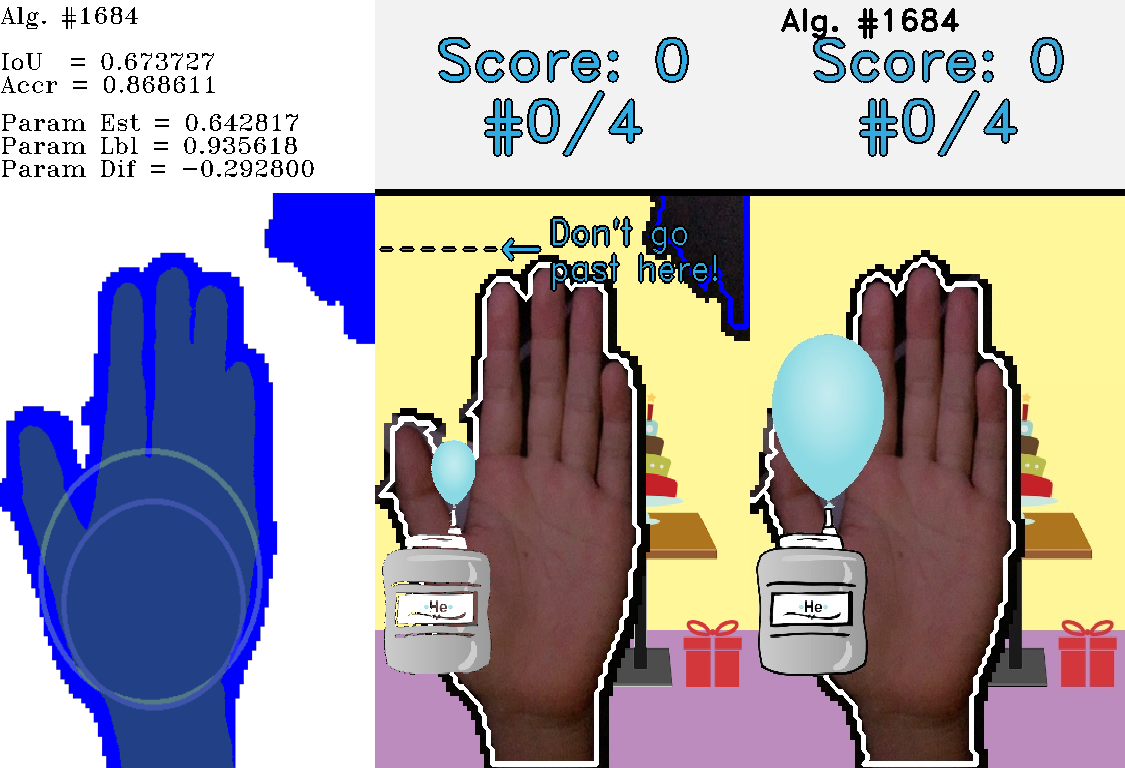 Alg. #1684
IoU = 0.673727
Accr = 0.868611
Param Est = 0.642817
Param Lbl = 0.935618
Param Dif = −0.292800
Score: 0
#0/4
Don't go
past here!
He
Alg. #1684
Score: 0
#0/4
He